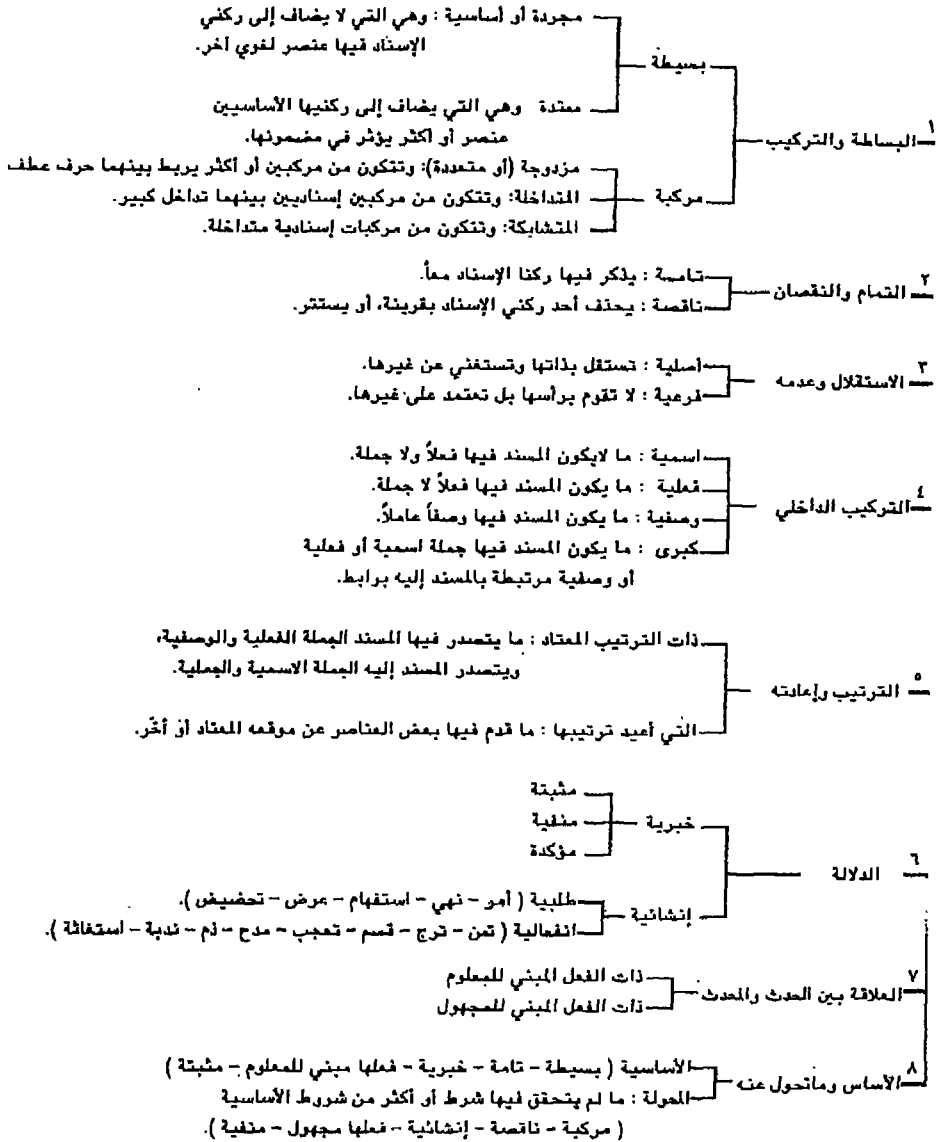 مجردة أو أساسية : وهي التي لا يضاف إلى ركني
الإسناد فيها عنصر لغوي آخر.
بسيطة
ممتدة وهي التي يضاف إلى ركنيها الأساسيين
عنصر أو أكثر يؤثر في مضمونها.
١ البساطة والتركيب
مزدوجة (أو متعددة): وتتكون من مركبين أو أكثر يربط بينهما حرف عطف
مركبة
المتداخلة: وتتكون من مركبين إسناديين بينهما تداخل كبير.
المتشابكة: وتتكون من مركبات إسنادية متداخلة.
٢ التمام والنقصان
تامة : يذكر فيها ركنا الإسناد معاً.
ناقصة : يحذف أحد ركني الإسناد بقرينة، أو يستتر.
٣ الاستقلال وعدمه
أصلية : تستقل بذاتها وتستغني عن غيرها.
فرعية : لا تقوم برأسها بل تعتمد على غيرها.
٤ التركيب الداخلي
اسمية : ما لايكون المسند فيها فعلاً ولا جملة.
فعلية : ما يكون المسند فيها فعلاً لا جملة.
وصفية : ما يكون المسند فيها وصفاً عاملاً.
كبرى : ما يكون المسند فيها جملة اسمية أو فعلية
أو وصفية مرتبطة بالمسند إليه برابط.
٥ الترتيب وإعادته
ذات الترتيب المعتاد : ما يتصدر فيها المسند الجملة الفعلية والوصفية،
ويتصدر المسند إليه الجملة الاسمية والجملية.
التي أعيد ترتيبها : ما قدم فيها بعض العناصر عن موقعه المعتاد أو أخّر.
٦ الدلالة
خبرية
مثبتة
منفية
مؤكدة
إنشائية
طلبية ( أمر - نهي - استفهام - عرض - تحضيض ).
انفعالية ( تمن - ترج - قسم - تعجب - مدح - ذم - ندبة - استغاثة ).
٧ العلاقة بين الحدث والمحدث
ذات الفعل المبني للمعلوم
ذات الفعل المبني للمجهول
٨ الأساس وماتحول عنه
الأساسية ( بسيطة - تامة - خبرية - فعلها مبني للمعلوم - مثبتة )
المحولة : ما لم يتحقق فيها شرط أو أكثر من شروط الأساسية
( مركبة - ناقصة - إنشائية - فعلها مجهول - منفية ).